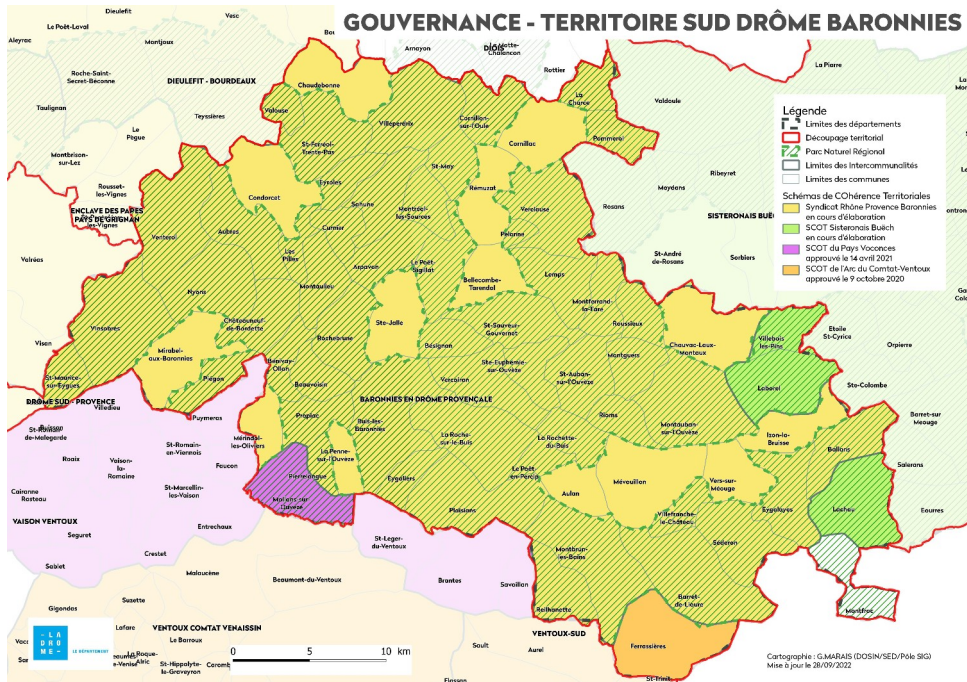 GOUVERNANCE - TERRITOIRE SUD DRÔME BARONNIES
Dieulefit
Vesc
Le Poët-Laval
Aleyrac
Montjoux
Arnayon
DIOIS
Rottier
La Pierre
Roche-Saint-
Secret-Béconne
DIEULEFIT - BOURDEAUX
Chaudebonne
La
Charce
Valdoule
Taulignan
Teyssières
Valouse
Villeperdrix
Cornillon-
sur-l'Oule
Le
Pègue
Cornillac
Pommerol
Montbrison-
sur-Lez
St-Ferréol-
Trente-Pas
St-May
Rémuzat
Rousset-
les-Vignes
Eyroles
Moydans
Ribeyret
Condorcet
Sahune
Montréal-
les-Sources
Verclause
Rosans
ENCLAVE DES PAPES
PAYS DE GRIGNAN
Aubres
Curnier
Pelonne
SISTERONAIS BUËC
Venterol
Les
Pilles
Valréas
Arpavon
Le Poët-
Sigillat
Lemps
St-André
de-Rosans
Sorbiers
Bellecombe-
Tarendol
Nyons
Montaulieu
Montferrand-
la-Fare
Vinsobres
Châteauneuf-
de-Bordette
Ste-Jalle
St-Sauveur-
Gouvernet
Roussieux
Etoile
St-Cyrice
Visan
Rochebrune
Chauvac-Laux-
Montaux
Villebois
les-Pins
Orpierre
Mirabel-
aux-Baronnies
Bésignan
Montguers
Bénivay-
Ollon
Ste-Euphémie-
sur-Ouvèze
St-Maurice-
sur-Eygues
Piégon
Beauvoisin
Vercoiran
St-Auban-
sur-l'Ouvèze
Laborel
Ste-Colombe
DRÔME SUD - PROVENCE
Villedieu
BARONNIES EN DRÔME PROVENÇALE
Puyméras
Propiac
Buis-les-
Baronnies
Rioms
Montauban-
sur-l'Ouvèze
Barret-sur
Méouge
Mérindol-
les-Oliviers
La Roche-
sur-le-Buis
La Rochette-
du-Buis
Izon-la-
Bruisse
Ballons
St-Romain-
en-Viennois
Roaix
Vaison-
la-
Romaine
La Penne-
sur-l'Ouvèze
Faucon
Pierrelongue
Eygaliers
Le Poët-
en-Percip
Mévouillon
Vers-sur-
Méouge
Salérans
Cairanne
Rasteau
St-Marcellin-
lès-Vaison
Mollans-sur-
Ouvèze
Aulan
Lachau
VAISON VENTOUX
Plaisians
Villefranche-
le-Château
Eygalayes
Eourres
Séguret
Entrechaux
St-Leger-
du-Ventoux
Séderon
Crestet
Montbrun-
les-Bains
Sablet
Malaucène
Beaumont-du-Ventoux
Brantes
Savoillan
Barret-
de-Lioure
Suzette
Reilhanette
Montfroc
Gigondas
Lafare
VENTOUX COMTAT VENAISSIN
VENTOUX-SUD
Le Barroux
Ferrassières
La Roque-
Alric
St-Hippolyte-
le-Graveyron
Sault
Aurel
St-Trinit
0 5 10 km
- L A
D R Ô
M E -
LE DÉPARTEMENT
Légende
Limites des départements
Découpage territorial
Parc Naturel Régional
Limites des Intercommunalités
Limites des communes
Schémas de COhérence Territoriales
Syndicat Rhône Provence Baronnies
en cours d'élaboration
SCOT Sisteronais Buëch
en cours d'élaboration
SCOT du Pays Voconces
approuvé le 14 avril 2021
SCOT de l'Arc du Comtat-Ventoux
approuvé le 9 octobre 2020
Cartographie : G.MARAIS (DOSIN/SED/Pôle SIG)
Mise à jour le 28/09/2022